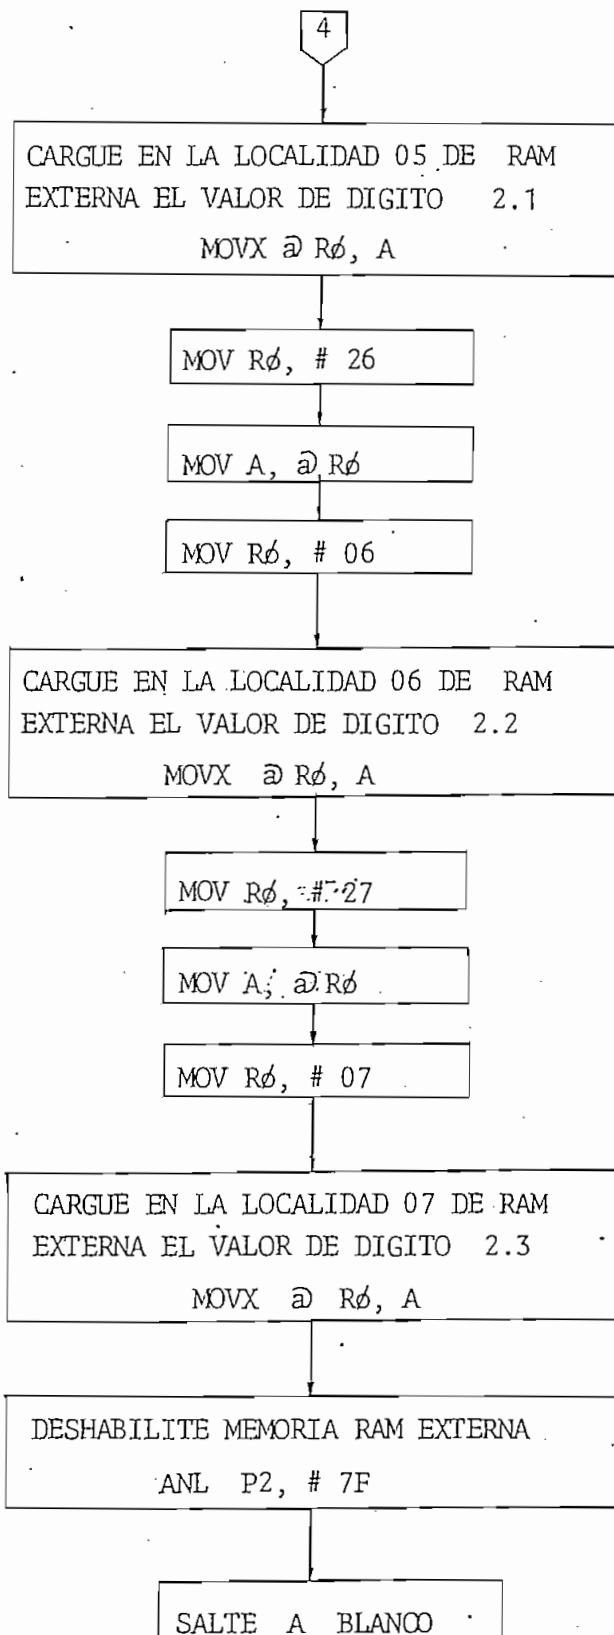 4
CARGUE EN LA LOCALIDAD 05 DE RAM
EXTERNA EL VALOR DE DIGITO 2.1
MOVX @ RØ, A
MOV RØ, # 26
MOV A, @ RØ
MOV RØ, # 06
CARGUE EN LA LOCALIDAD 06 DE RAM
EXTERNA EL VALOR DE DIGITO 2.2
MOVX @ RØ, A
MOV RØ, # 27
MOV A, @ RØ
MOV RØ, # 07
CARGUE EN LA LOCALIDAD 07 DE RAM
EXTERNA EL VALOR DE DIGITO 2.3
MOVX @ RØ, A
DESHABILITE MEMORIA RAM EXTERNA
ANL P2, # 7F
SALTE A BLANCO